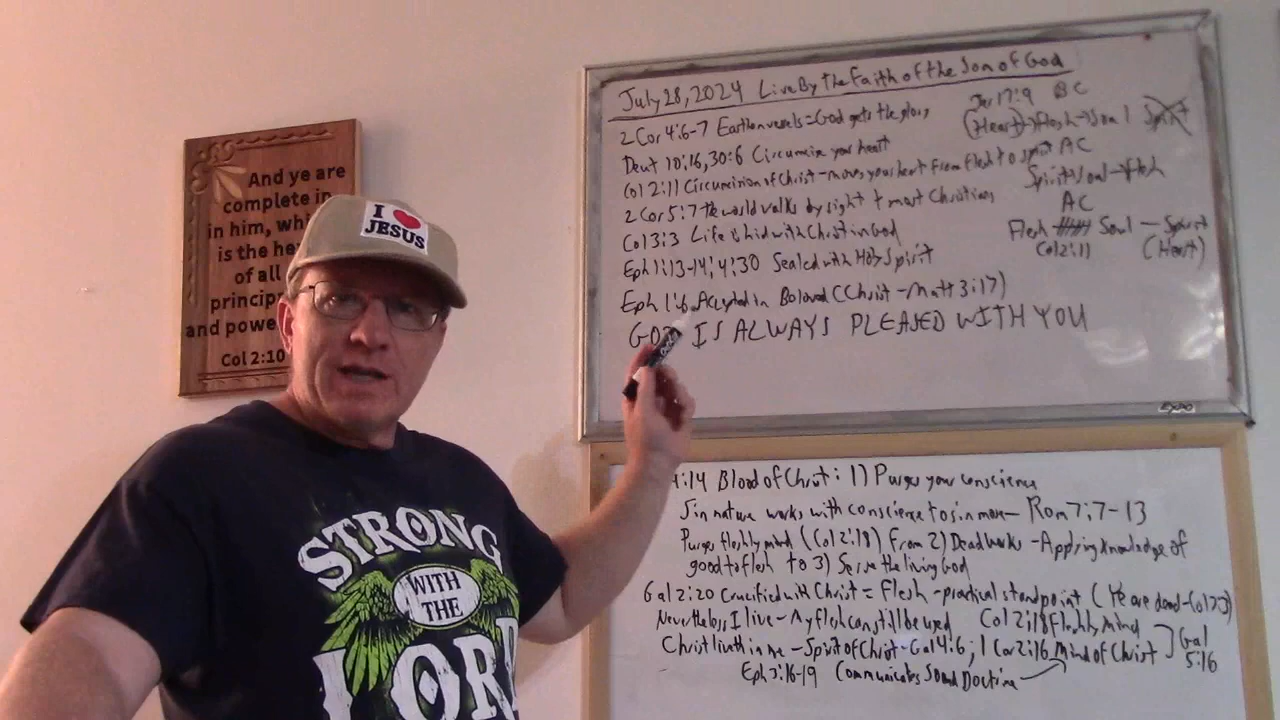 And ye are
complete in
in him, whi
is the he
of all
princip
and powe
Col 2:10
I ❤ JESUS
STRONG
WITH
THE
LORD
July 28, 2024 Live By the Faith of the Son of God
2 Cor 4:6-7 Earthen vessels = God gets the glory
Deut 10:16, 30:6 Circumcise your heart
Col 2:11 Circumcision of Christ - moves your heart from flesh to spirit
2 Cor 5:7 the world walks by sight + most Christians
Col 3:3 Life is hid with Christ in God
Eph 1:13-14; 4:30 Sealed with Holy Spirit
Eph 1:6 Accepted in Beloved (Christ - Matt 3:17)
GOD IS ALWAYS PLEASED WITH YOU
Jer 17:9 BC
(Heart) → Flesh → Soul Spirit
AC
Spirit → Soul → Flesh
AC
Flesh Soul - Spirit
Col 2:11 (Heart)
EXPO
4:14 Blood of Christ: 1) Purges your conscience
Sin nature works with conscience to sin more - Rom 7:7-13
Purges fleshly mind (Col 2:18) from 2) Dead works - Applying knowledge of
good to flesh to 3) Serve the living God
Gal 2:20 Crucified with Christ = Flesh - practical standpoint (Ye are dead - Col 3:3)
Nevertheless I live - My flesh can still be used Col 2:18 Fleshly Mind
Christ liveth in me - Spirit of Christ - Gal 4:6; 1 Cor 2:16 Mind of Christ
Gal
5:16
Eph 3:16-19 Communicates Sound Doctrine